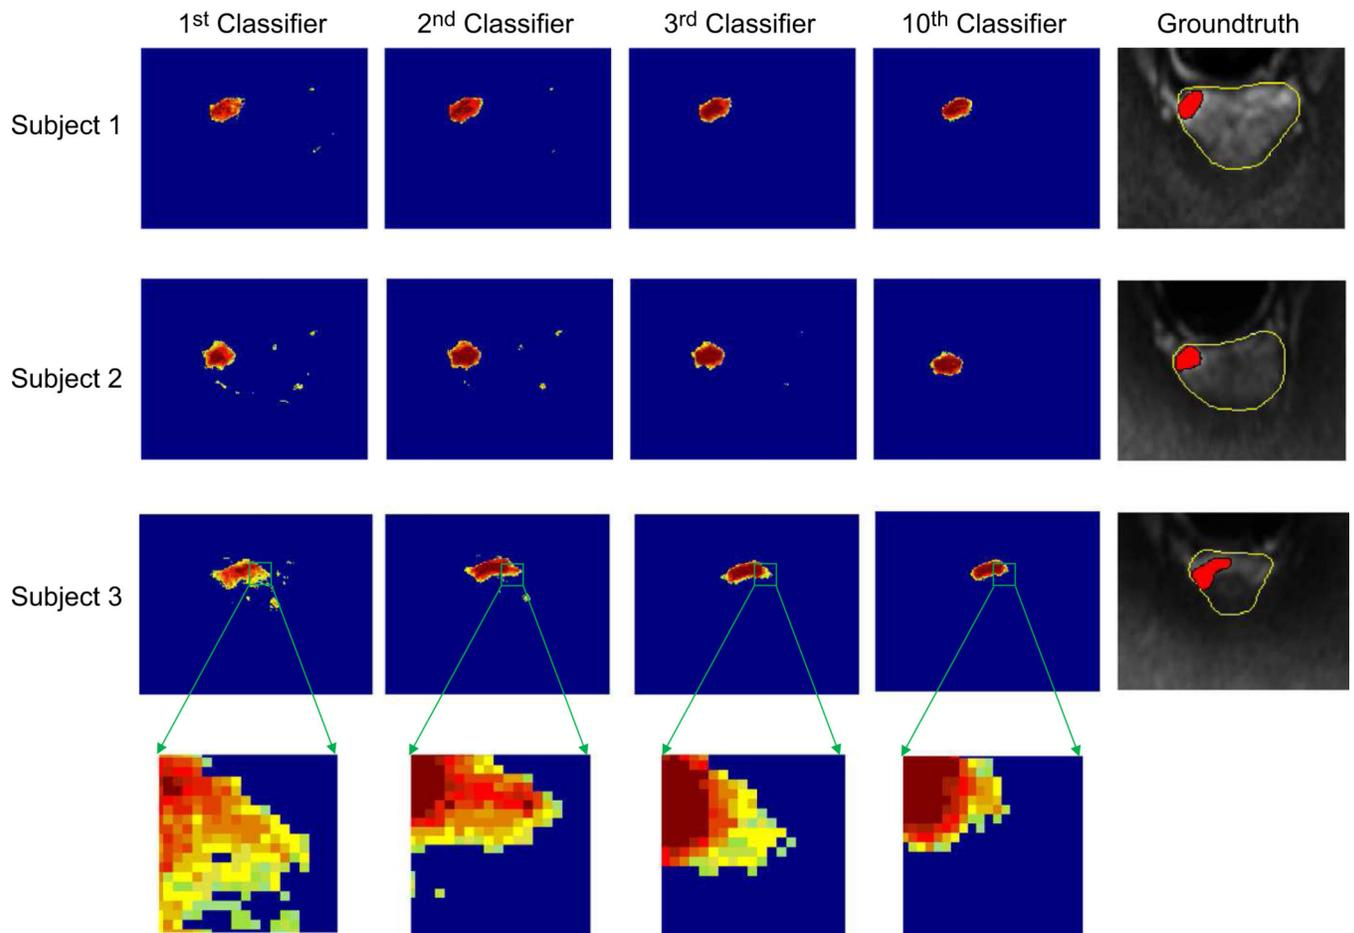 1st Classifier 2nd Classifier 3rd Classifier 10th Classifier Groundtruth
Subject 1
Subject 2
Subject 3